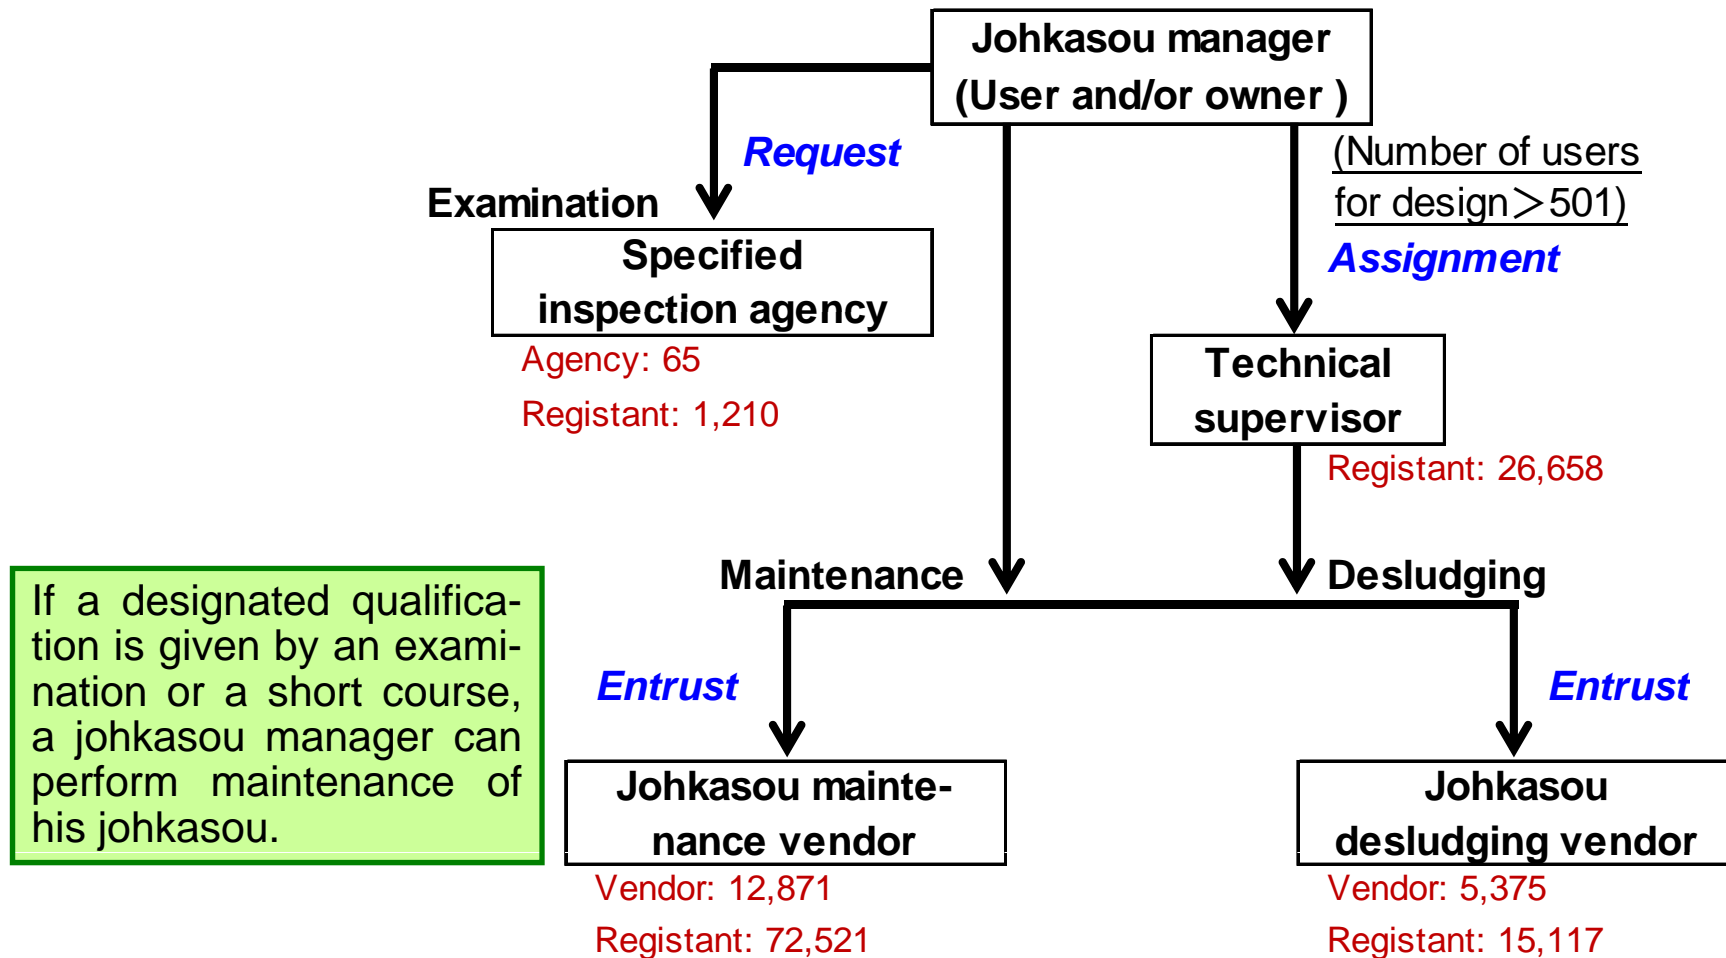 Johkasou manager
(User and/or owner )
Request
(Number of users
for design＞501)
Assignment
Examination
Specified
inspection agency
Agency: 65
Registant: 1,210
Technical
supervisor
Registant: 26,658
Maintenance
Desludging
If a designated qualifica-
tion is given by an exami-
nation or a short course,
a johkasou manager can
perform maintenance of
his johkasou.
Entrust
Entrust
Johkasou mainte-
nance vendor
Vendor: 12,871
Registant: 72,521
Johkasou
desludging vendor
Vendor: 5,375
Registant: 15,117